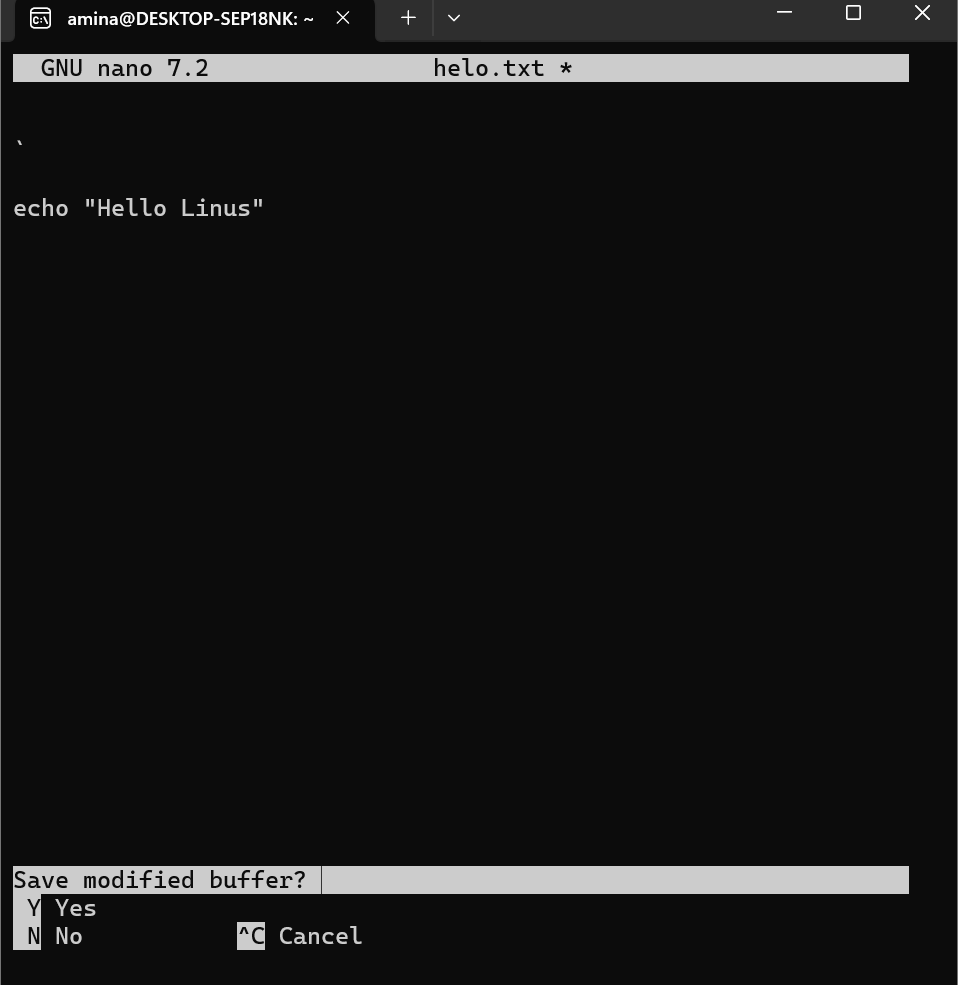 amina@DESKTOP-SEP18NK: ~
GNU nano 7.2 helo.txt *
`
echo "Hello Linus"
Save modified buffer?
Y Yes
N No ^C Cancel